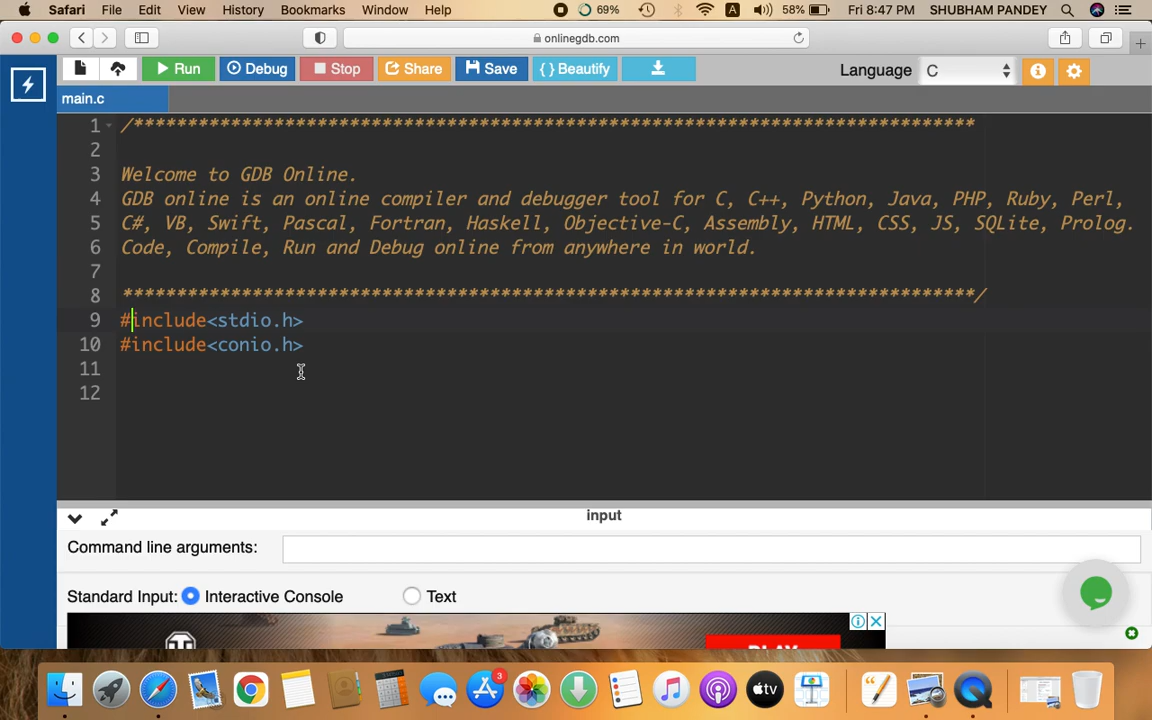 Safari File Edit View History Bookmarks Window Help 69% A 58% Fri 8:47 PM SHUBHAM PANDEY
onlinegdb.com
Run Debug Stop Share Save { } Beautify Language C
main.c
1 /******************************************************************************
2
3 Welcome to GDB Online.
4 GDB online is an online compiler and debugger tool for C, C++, Python, Java, PHP, Ruby, Perl,
5 C#, VB, Swift, Pascal, Fortran, Haskell, Objective-C, Assembly, HTML, CSS, JS, SQLite, Prolog.
6 Code, Compile, Run and Debug online from anywhere in world.
7
8 *******************************************************************************/
9 #include<stdio.h>
10 #include<conio.h>
11
12
input
Command line arguments:
Standard Input: Interactive Console Text
PLAY
3
tv